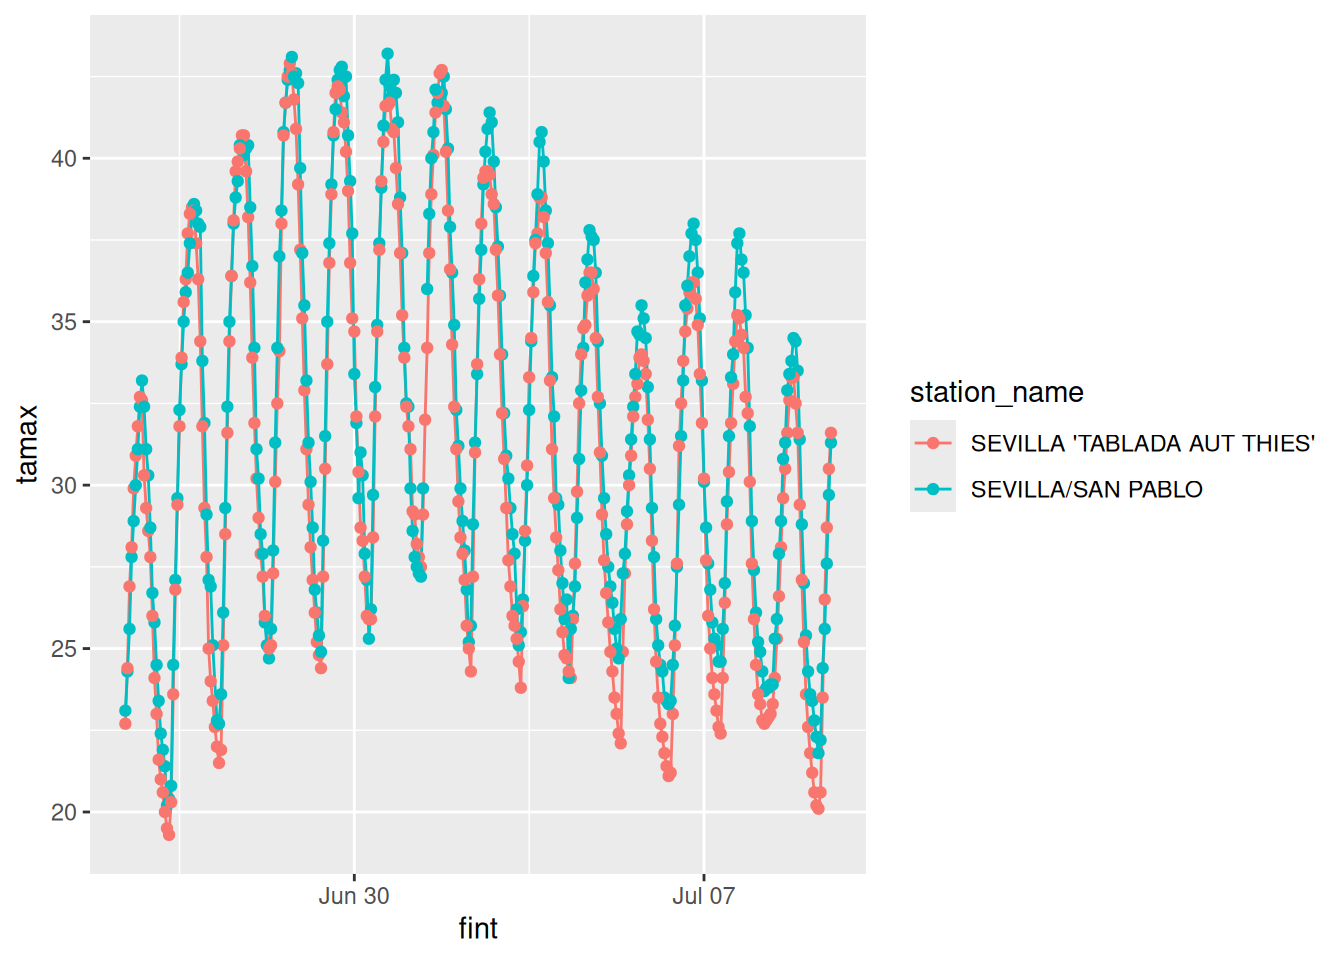 tamax
40
35
30
25
20
Jun 30
Jul 07
fint
station_name
SEVILLA 'TABLADA AUT THIES'
SEVILLA/SAN PABLO